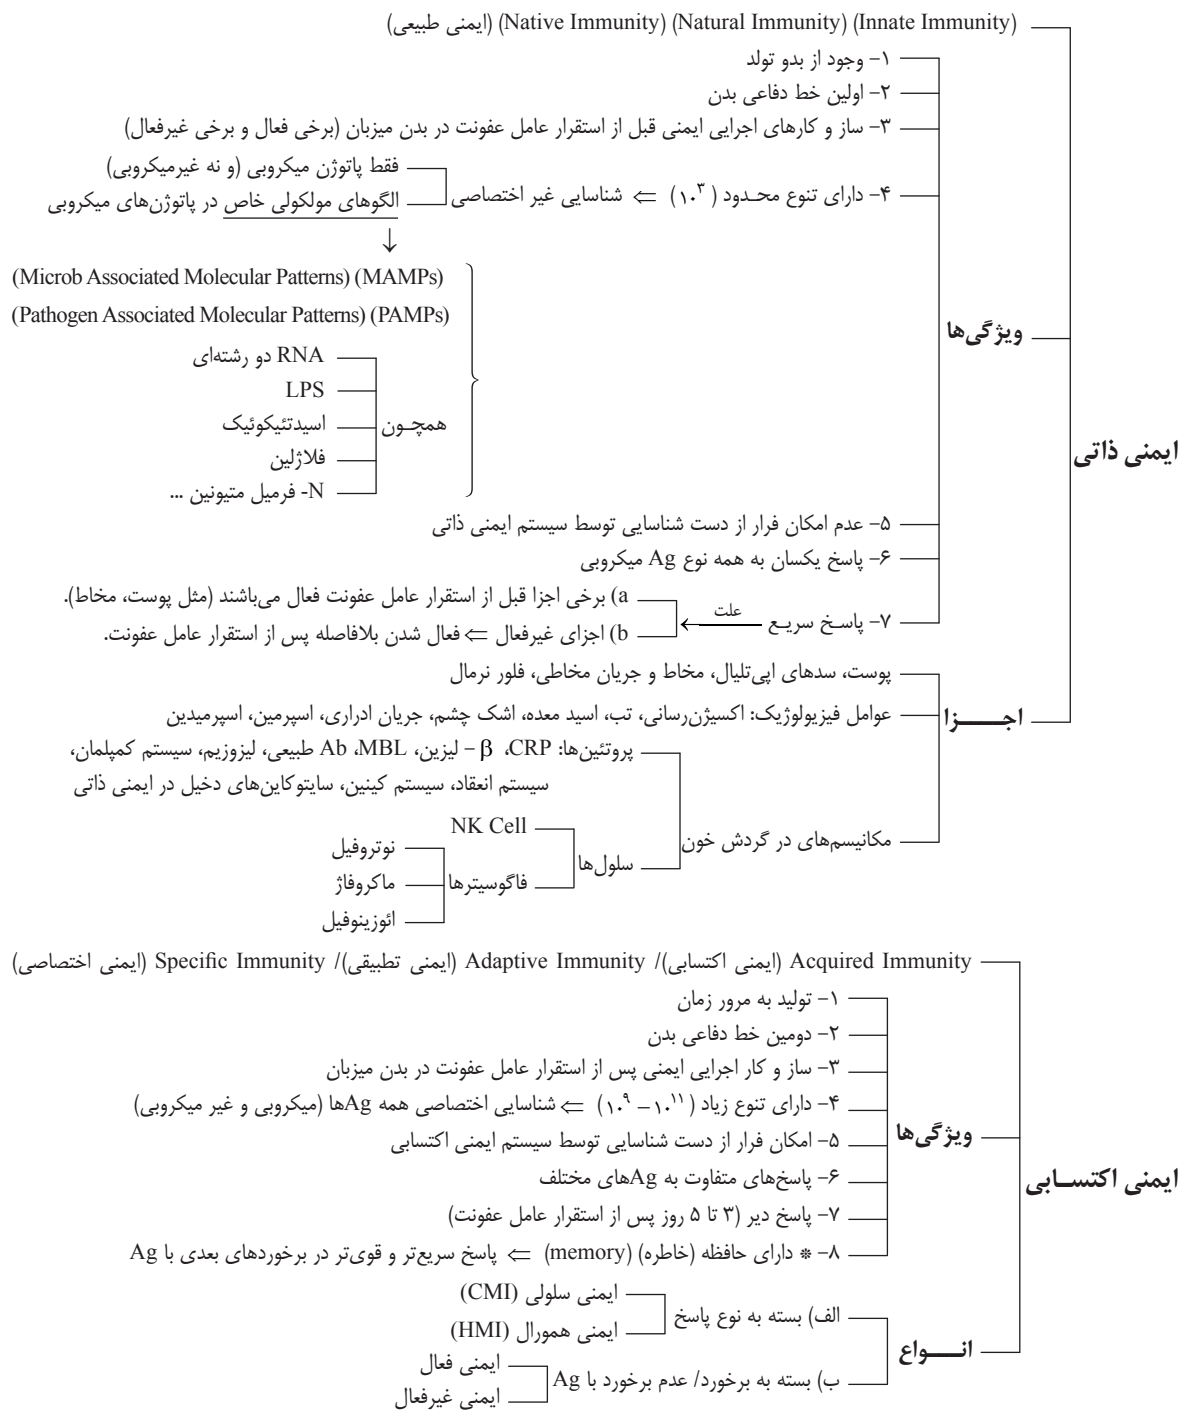 (Innate Immunity) (Natural Immunity) (Native Immunity) (ایمنی طبیعی)
۱- وجود از بدو تولد
۲- اولین خط دفاعی بدن
۳- ساز و کارهای اجرایی ایمنی قبل از استقرار عامل عفونت در بدن میزبان (برخی فعال و برخی غیرفعال)
فقط پاتوژن میکروبی (و نه غیرمیکروبی)
۴- دارای تنوع محـدود (۱۰^۳) ⇐ شناسایی غیر اختصاصی
الگوهای مولکولی خاص در پاتوژن‌های میکروبی
↓
(Microb Associated Molecular Patterns) (MAMPs)
(Pathogen Associated Molecular Patterns) (PAMPs)
ویژگی‌ها
RNA دو رشته‌ای
LPS
همچـون
اسیدتئیکوئیک
فلاژلین
N- فرمیل متیونین ...
ایمنی ذاتی
۵- عدم امکان فرار از دست شناسایی توسط سیستم ایمنی ذاتی
۶- پاسخ یکسان به همه نوع Ag میکروبی
a) برخی اجزا قبل از استقرار عامل عفونت فعال می‌باشند (مثل پوست، مخاط).
۷- پاسـخ سریـع علت
b) اجزای غیرفعال ⇐ فعال شدن بلافاصله پس از استقرار عامل عفونت.
پوست، سدهای اپی‌تلیال، مخاط و جریان مخاطی، فلور نرمال
اجـــــزا
عوامل فیزیولوژیک: اکسیژن‌رسانی، تب، اسید معده، اشک چشم، جریان ادراری، اسپرمین، اسپرمیدین
پروتئین‌ها: CRP، β – لیزین، MBL، Ab طبیعی، لیزوزیم، سیستم کمپلمان،
سیستم انعقاد، سیستم کینین، سایتوکاین‌های دخیل در ایمنی ذاتی
مکانیسم‌های در گردش خون
NK Cell
سلول‌ها
نوتروفیل
فاگوسیترها
ماکروفاژ
ائوزینوفیل
Acquired Immunity (ایمنی اکتسابی)/ Adaptive Immunity (ایمنی تطبیقی)/ Specific Immunity (ایمنی اختصاصی)
۱- تولید به مرور زمان
۲- دومین خط دفاعی بدن
۳- ساز و کار اجرایی ایمنی پس از استقرار عامل عفونت در بدن میزبان
۴- دارای تنوع زیاد (۱۰^۹ – ۱۰^۱۱) ⇐ شناسایی اختصاصی همه Agها (میکروبی و غیر میکروبی)
ویژگی‌ها
۵- امکان فرار از دست شناسایی توسط سیستم ایمنی اکتسابی
ایمنی اکتسـابی
۶- پاسخ‌های متفاوت به Agهای مختلف
۷- پاسخ دیر (۳ تا ۵ روز پس از استقرار عامل عفونت)
۸- * دارای حافظه (خاطره) (memory) ⇐ پاسخ سریع‌تر و قوی‌تر در برخوردهای بعدی با Ag
ایمنی سلولی (CMI)
الف) بسته به نوع پاسخ
ایمنی همورال (HMI)
انـــــواع
ایمنی فعال
ب) بسته به برخورد/ عدم برخورد با Ag
ایمنی غیرفعال